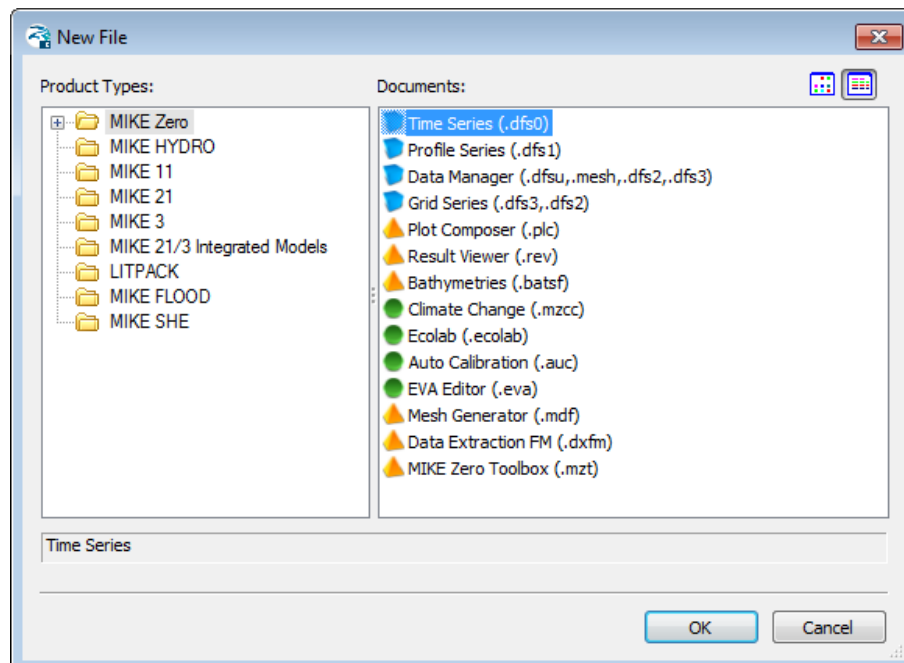 New File
Product Types:
MIKE Zero
MIKE HYDRO
MIKE 11
MIKE 21
MIKE 3
MIKE 21/3 Integrated Models
LITPACK
MIKE FLOOD
MIKE SHE
Documents:
Time Series (.dfs0)
Profile Series (.dfs1)
Data Manager (.dfsu,.mesh,.dfs2,.dfs3)
Grid Series (.dfs3,.dfs2)
Plot Composer (.plc)
Result Viewer (.rev)
Bathymetries (.batsf)
Climate Change (.mzcc)
Ecolab (.ecolab)
Auto Calibration (.auc)
EVA Editor (.eva)
Mesh Generator (.mdf)
Data Extraction FM (.dxfm)
MIKE Zero Toolbox (.mzt)
Time Series
OK
Cancel